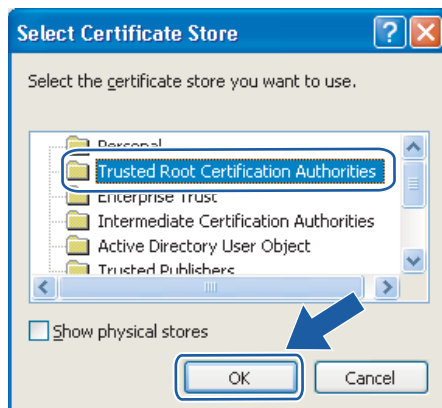 Select Certificate Store
Select the certificate store you want to use.
Personal
Trusted Root Certification Authorities
Enterprise Trust
Intermediate Certification Authorities
Active Directory User Object
Trusted Publishers
Show physical stores
OK
Cancel